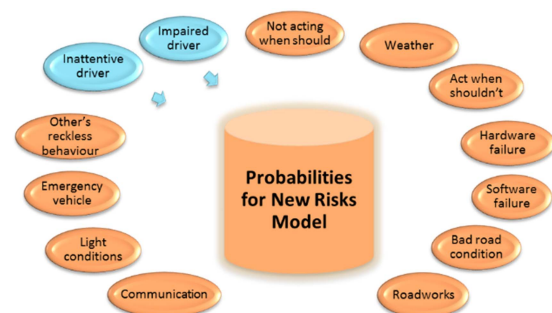 Not acting
when should
Impaired
driver
Weather
Inattentive
driver
Act when
shouldn't
Other's
reckless
behaviour
Hardware
failure
Probabilities
for New Risks
Model
Emergency
vehicle
Software
failure
Light
conditions
Bad road
condition
Communication
Roadworks